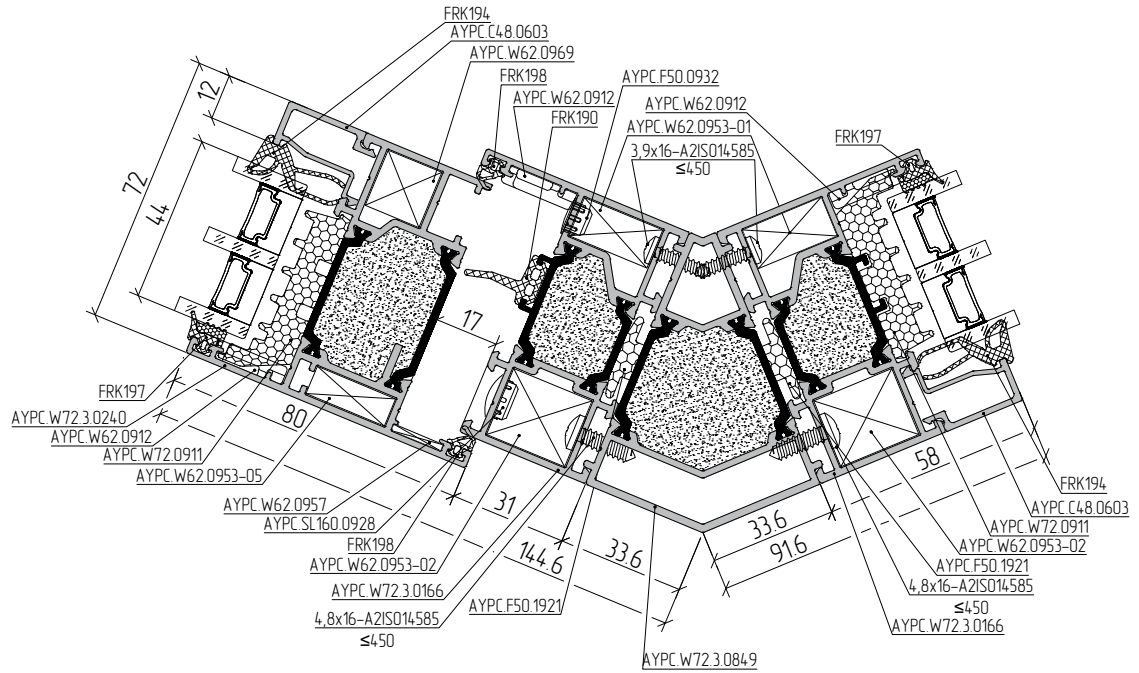 FRK194
AYPC.C48.0603
AYPC.W62.0969
FRK198
AYPC.W62.0912
FRK190
AYPC.F50.0932
AYPC.W62.0912
AYPC.W62.0953-01
3,9x16-A2ISO14585
≤450
FRK197
12
72
44
17
80
31
144.6
33.6
33.6
91.6
58
FRK197
AYPC.W72.3.0240
AYPC.W62.0912
AYPC.W72.0911
AYPC.W62.0953-05
AYPC.W62.0957
AYPC.SL160.0928
FRK198
AYPC.W62.0953-02
AYPC.W72.3.0166
4,8x16-A2ISO14585
≤450
AYPC.F50.1921
AYPC.W72.3.0849
FRK194
AYPC.C48.0603
AYPC.W72.0911
AYPC.W62.0953-02
AYPC.F50.1921
4,8x16-A2ISO14585
≤450
AYPC.W72.3.0166